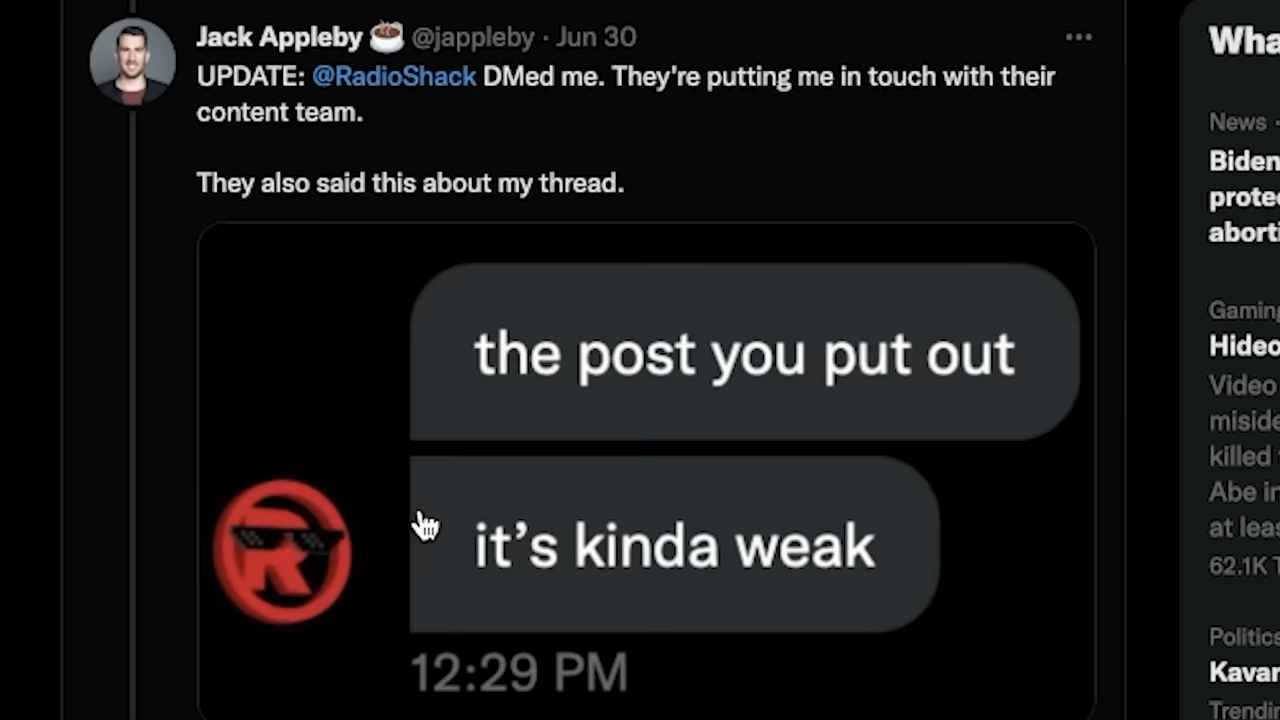 Jack Appleby ☕ @jappleby · Jun 30
UPDATE: @RadioShack DMed me. They're putting me in touch with their
content team.
They also said this about my thread.
the post you put out
R
it's kinda weak
12:29 PM
News ·
Biden
Gaming
Video
killed
Abe in
at leas
62.1K T
Politics